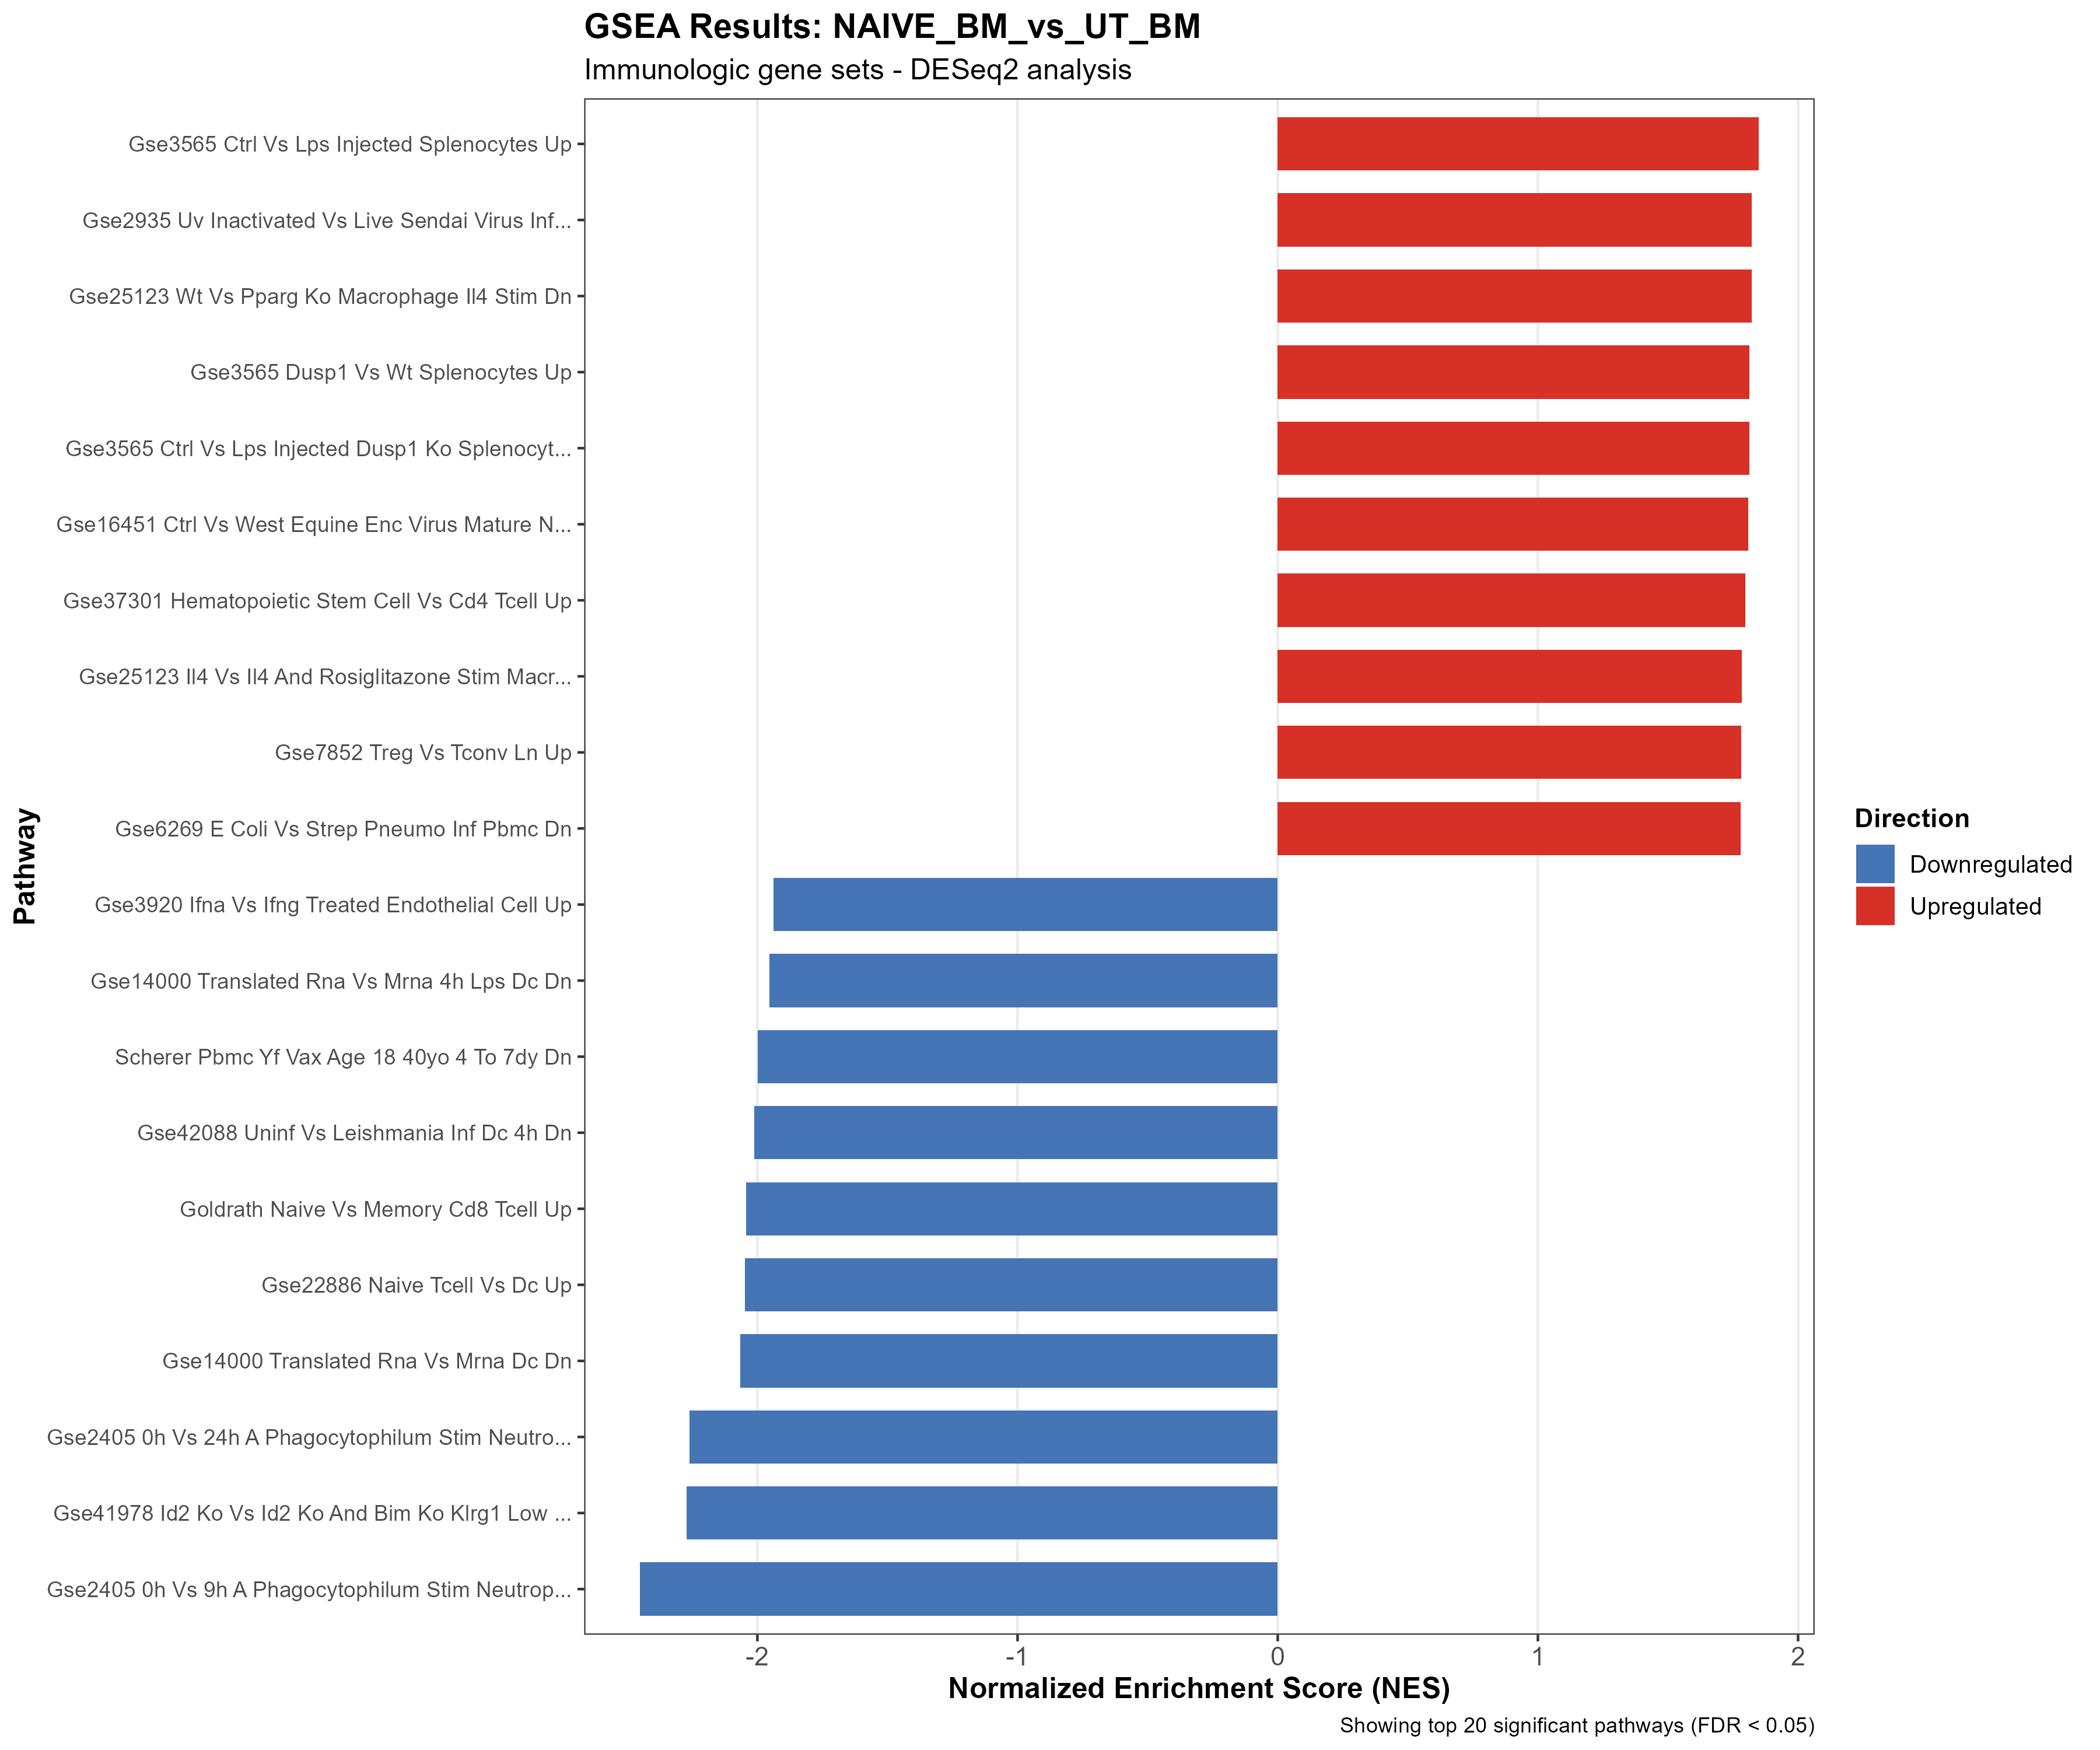 GSEA Results: NAIVE_BM_vs_UT_BM
Immunologic gene sets - DESeq2 analysis
Gse3565 Ctrl Vs Lps Injected Splenocytes Up
Gse2935 Uv Inactivated Vs Live Sendai Virus Inf...
Gse25123 Wt Vs Pparg Ko Macrophage Il4 Stim Dn
Gse3565 Dusp1 Vs Wt Splenocytes Up
Gse3565 Ctrl Vs Lps Injected Dusp1 Ko Splenocyt...
Gse16451 Ctrl Vs West Equine Enc Virus Mature N...
Gse37301 Hematopoietic Stem Cell Vs Cd4 Tcell Up
Gse25123 Il4 Vs Il4 And Rosiglitazone Stim Macr...
Gse7852 Treg Vs Tconv Ln Up
Gse6269 E Coli Vs Strep Pneumo Inf Pbmc Dn
Gse3920 Ifna Vs Ifng Treated Endothelial Cell Up
Gse14000 Translated Rna Vs Mrna 4h Lps Dc Dn
Scherer Pbmc Yf Vax Age 18 40yo 4 To 7dy Dn
Gse42088 Uninf Vs Leishmania Inf Dc 4h Dn
Goldrath Naive Vs Memory Cd8 Tcell Up
Gse22886 Naive Tcell Vs Dc Up
Gse14000 Translated Rna Vs Mrna Dc Dn
Gse2405 0h Vs 24h A Phagocytophilum Stim Neutro...
Gse41978 Id2 Ko Vs Id2 Ko And Bim Ko Klrg1 Low ...
Gse2405 0h Vs 9h A Phagocytophilum Stim Neutrop...
Pathway
-2 -1 0 1 2
Normalized Enrichment Score (NES)
Showing top 20 significant pathways (FDR < 0.05)
Direction
Downregulated
Upregulated